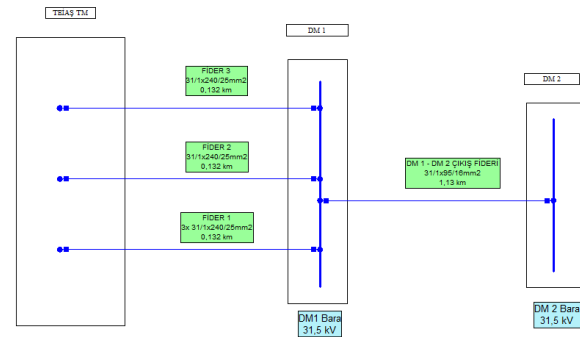 TEİAŞ TM
DM 1
DM 2
FİDER 3
31/1x240/25mm2
0,132 km
FİDER 2
31/1x240/25mm2
0,132 km
DM 1 - DM 2 ÇIKIŞ FİDERİ
31/1x95/16mm2
1,13 km
FİDER 1
3x 31/1x240/25mm2
0,132 km
DM1 Bara
31,5 kV
DM 2 Bara
31,5 kV